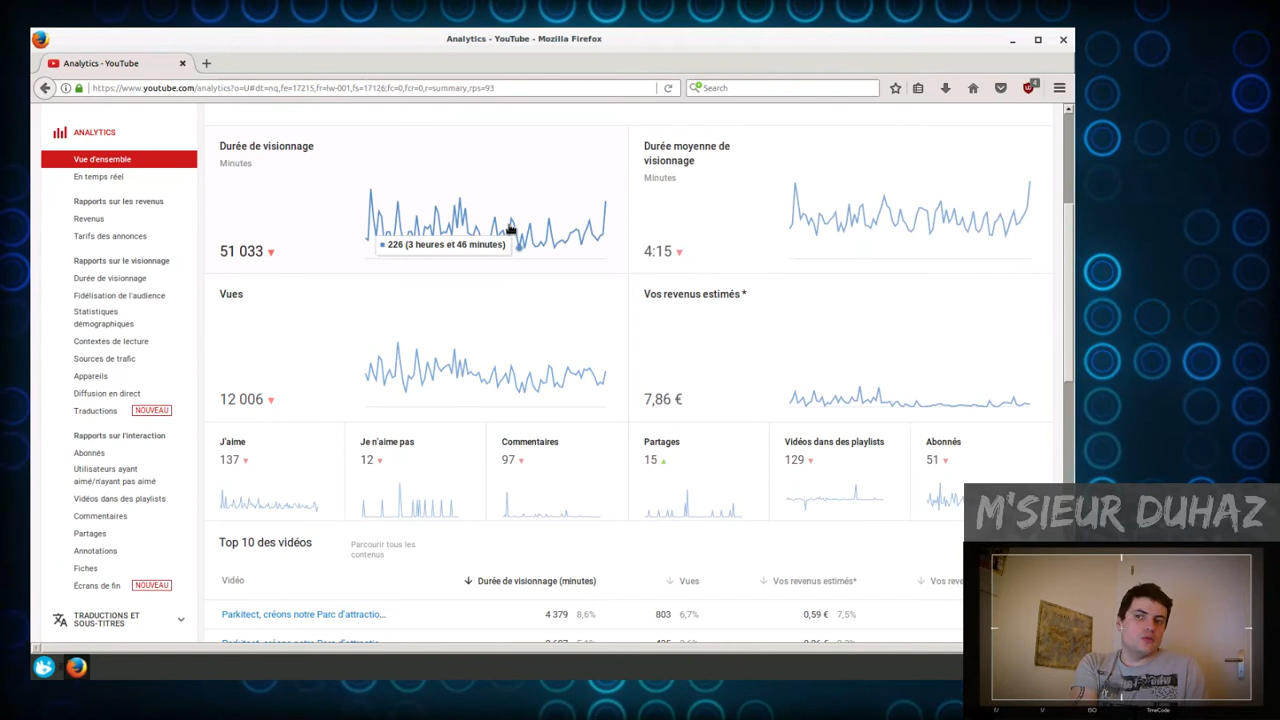 Analytics - YouTube - Mozilla Firefox
Analytics - YouTube
https://www.youtube.com/analytics?o=U#dt=nq,fe=17215,fr=lw-001,fs=17126;fc=0,fcr=0,r=summary,rps=93
Search
4
ANALYTICS
Vue d'ensemble
En temps réel
Rapports sur les revenus
Revenus
Tarifs des annonces
Rapports sur le visionnage
Durée de visionnage
Fidélisation de l'audience
Statistiques
démographiques
Contextes de lecture
Sources de trafic
Appareils
Diffusion en direct
Traductions NOUVEAU
Rapports sur l'interaction
Abonnés
Utilisateurs ayant
aimé/n'ayant pas aimé
Vidéos dans des playlists
Commentaires
Partages
Annotations
Fiches
Écrans de fin NOUVEAU
TRADUCTIONS ET
SOUS-TITRES
Durée de visionnage
Minutes
51 033
226 (3 heures et 46 minutes)
Durée moyenne de
visionnage
Minutes
4:15
Vues
12 006
Vos revenus estimés *
7,86 €
J'aime
137
Je n'aime pas
12
Commentaires
97
Partages
15
Vidéos dans des playlists
129
Abonnés
51
Top 10 des vidéos
Parcourir tous les
contenus
Vidéo
Durée de visionnage (minutes)
Vues
Vos revenus estimés*
Vos reve
Parkitect, créons notre Parc d'attractio... 4 379 8,6% 803 6,7% 0,59 € 7,5%
M'SIEUR DUHAZ
ISO
TimeCode